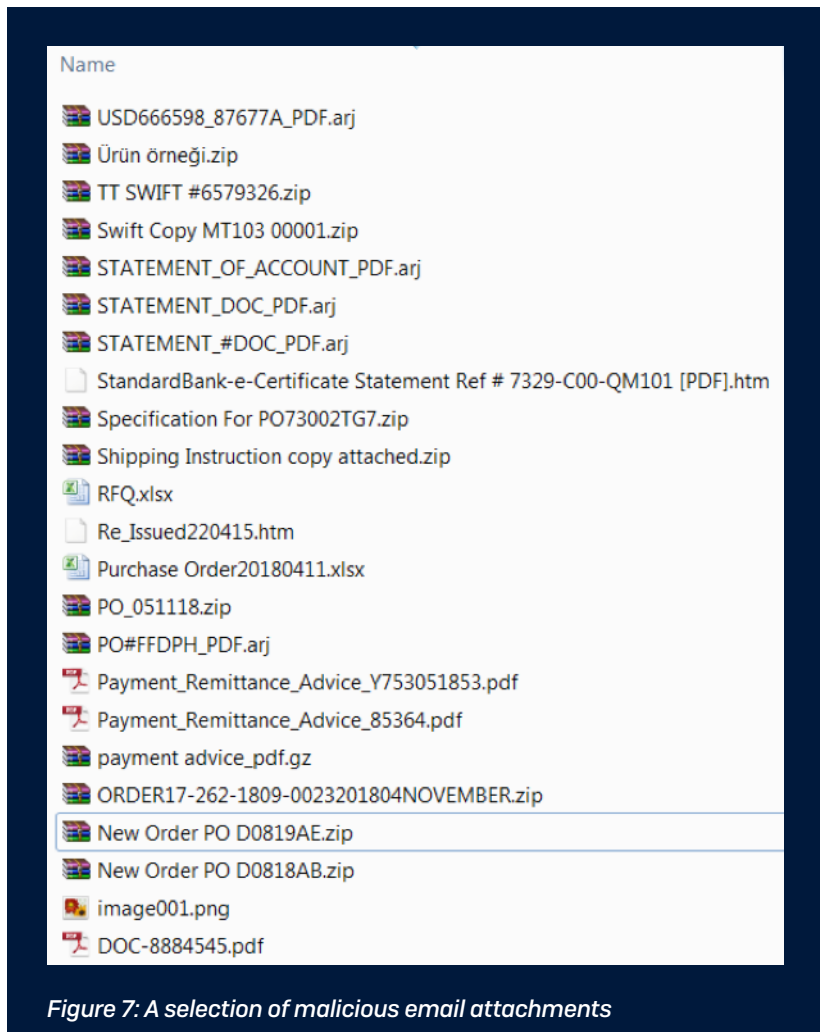 Name
USD666598_87677A_PDF.arj
Ürün örneği.zip
TT SWIFT #6579326.zip
Swift Copy MT103 00001.zip
STATEMENT_OF_ACCOUNT_PDF.arj
STATEMENT_DOC_PDF.arj
STATEMENT_#DOC_PDF.arj
StandardBank-e-Certificate Statement Ref # 7329-C00-QM101 [PDF].htm
Specification For PO73002TG7.zip
Shipping Instruction copy attached.zip
RFQ.xlsx
Re_Issued220415.htm
Purchase Order20180411.xlsx
PO_051118.zip
PO#FFDPH_PDF.arj
Payment_Remittance_Advice_Y753051853.pdf
Payment_Remittance_Advice_85364.pdf
payment advice_pdf.gz
ORDER17-262-1809-0023201804NOVEMBER.zip
New Order PO D0819AE.zip
New Order PO D0818AB.zip
image001.png
DOC-8884545.pdf
Figure 7: A selection of malicious email attachments